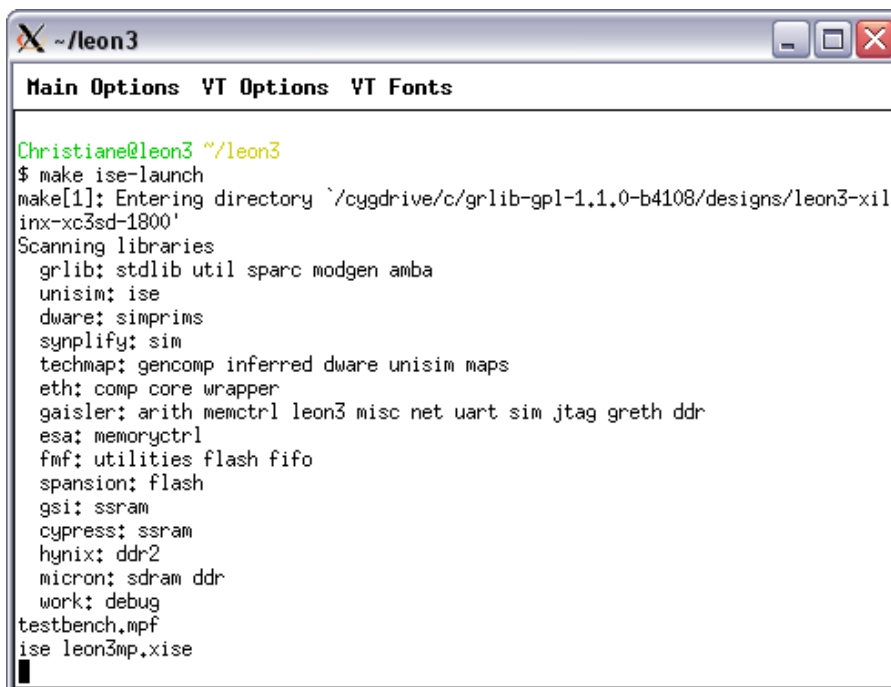 ~/leon3
Main Options VT Options VT Fonts
Christiane@leon3 ~/leon3
$ make ise-launch
make[1]: Entering directory `/cygdrive/c/grlib-gpl-1.1.0-b4108/designs/leon3-xil
inx-xc3sd-1800'
Scanning libraries
grlib: stdlib util sparc modgen amba
unisim: ise
dware: simprims
synplify: sim
techmap: gencomp inferred dware unisim maps
eth: comp core wrapper
gaisler: arith memctrl leon3 misc net uart sim jtag greth ddr
esa: memoryctrl
fmf: utilities flash fifo
spansion: flash
gsi: ssram
cypress: ssram
hynix: ddr2
micron: sdram ddr
work: debug
testbench.mpf
ise leon3mp.xise